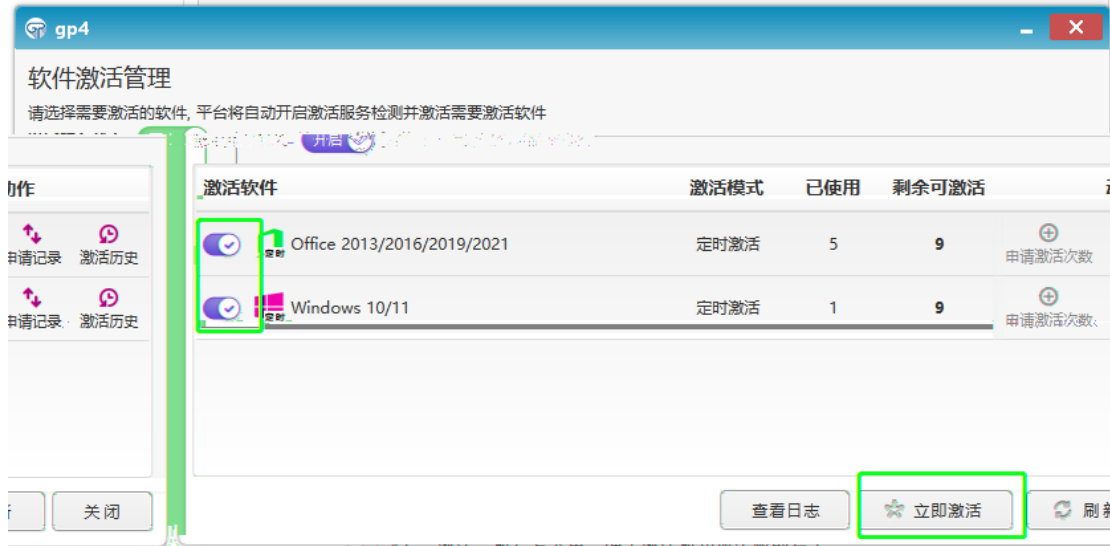 gp4
软件激活管理
请选择需要激活的软件, 平台将自动开启激活服务检测并激活需要激活软件
开启
动作
激活软件 激活模式 已使用 剩余可激活
申请记录 激活历史
定时 Office 2013/2016/2019/2021 定时激活 5 9 申请激活次数
申请记录 激活历史
定时 Windows 10/11 定时激活 1 9 申请激活次数
关闭
查看日志 立即激活 刷新